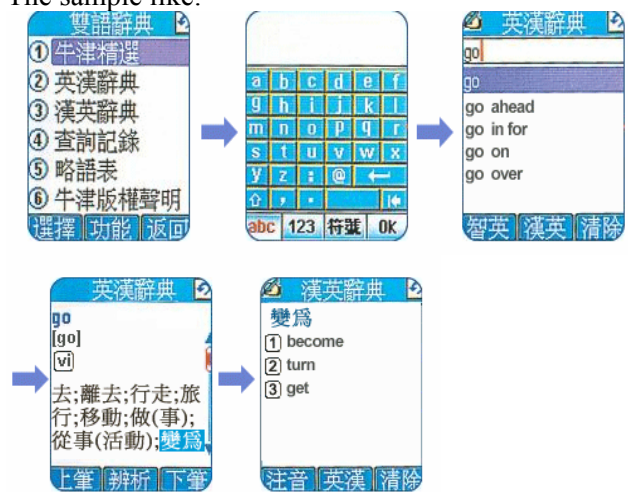 The sample like:
雙語辭典
① 牛津精選
② 英漢辭典
③ 漢英辭典
④ 查詢記錄
⑤ 略語表
⑥ 牛津版權聲明
選擇 功能 返回
a b c d e f
g h i j k l
m n o p q r
s t u v w x
y z : @
, .
abc 123 符號 OK
英漢辭典
go
go
go ahead
go in for
go on
go over
智英 漢英 清除
英漢辭典
go
[go]
vi
去;離去;行走;旅
行;移動;做(事);
從事(活動);變爲
上筆 辨析 下筆
漢英辭典
變爲
1 become
2 turn
3 get
注音 英漢 清除